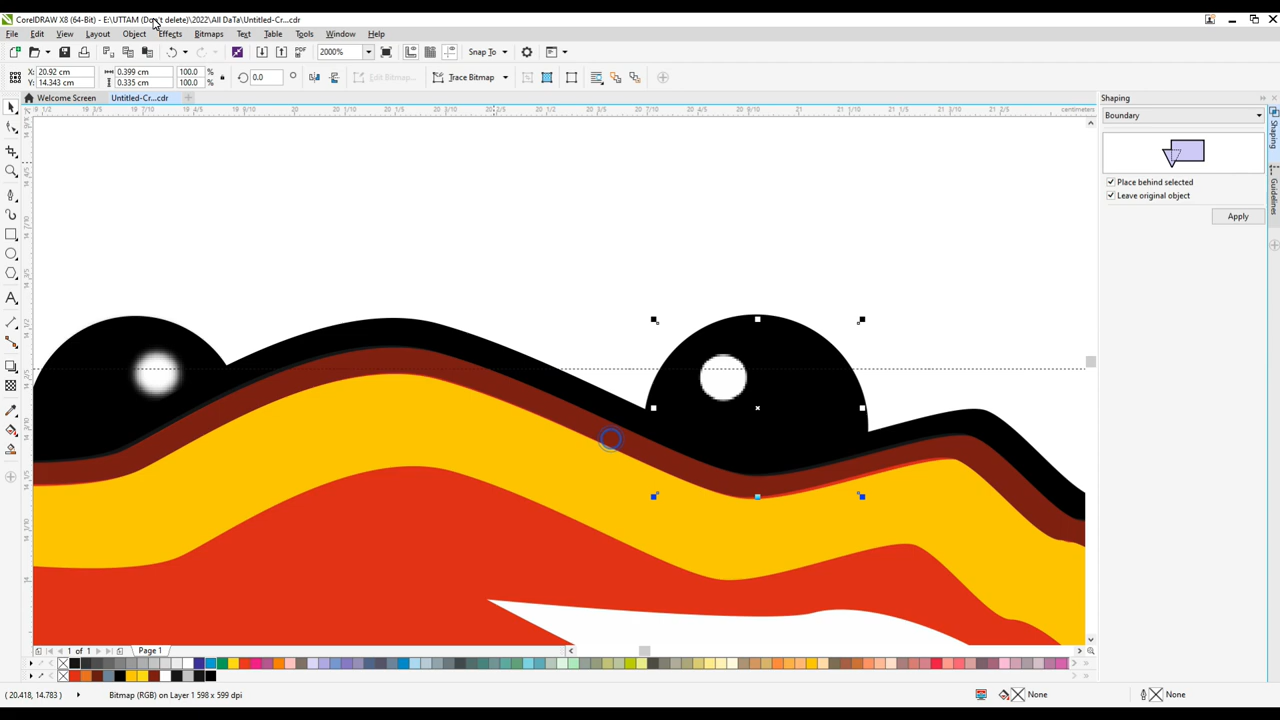 CorelDRAW X8 (64-Bit) - E:\UTTAM (Don't delete)\2022\All DaTa\Untitled-Cr...cdr
File Edit View Layout Object Effects Bitmaps Text Table Tools Window Help
PDF 2000% Snap To
X: 20.92 cm 0.399 cm 100.0 % 0.0 Edit Bitmap... Trace Bitmap
Y: 14.343 cm 0.335 cm 100.0 %
Welcome Screen Untitled-Cr...cdr
centimeters
Shaping
Boundary
Place behind selected
Leave original object
Apply
Shaping
Guidelines
1 of 1 Page 1
( 20.418, 14.783 ) Bitmap (RGB) on Layer 1 598 x 599 dpi None None